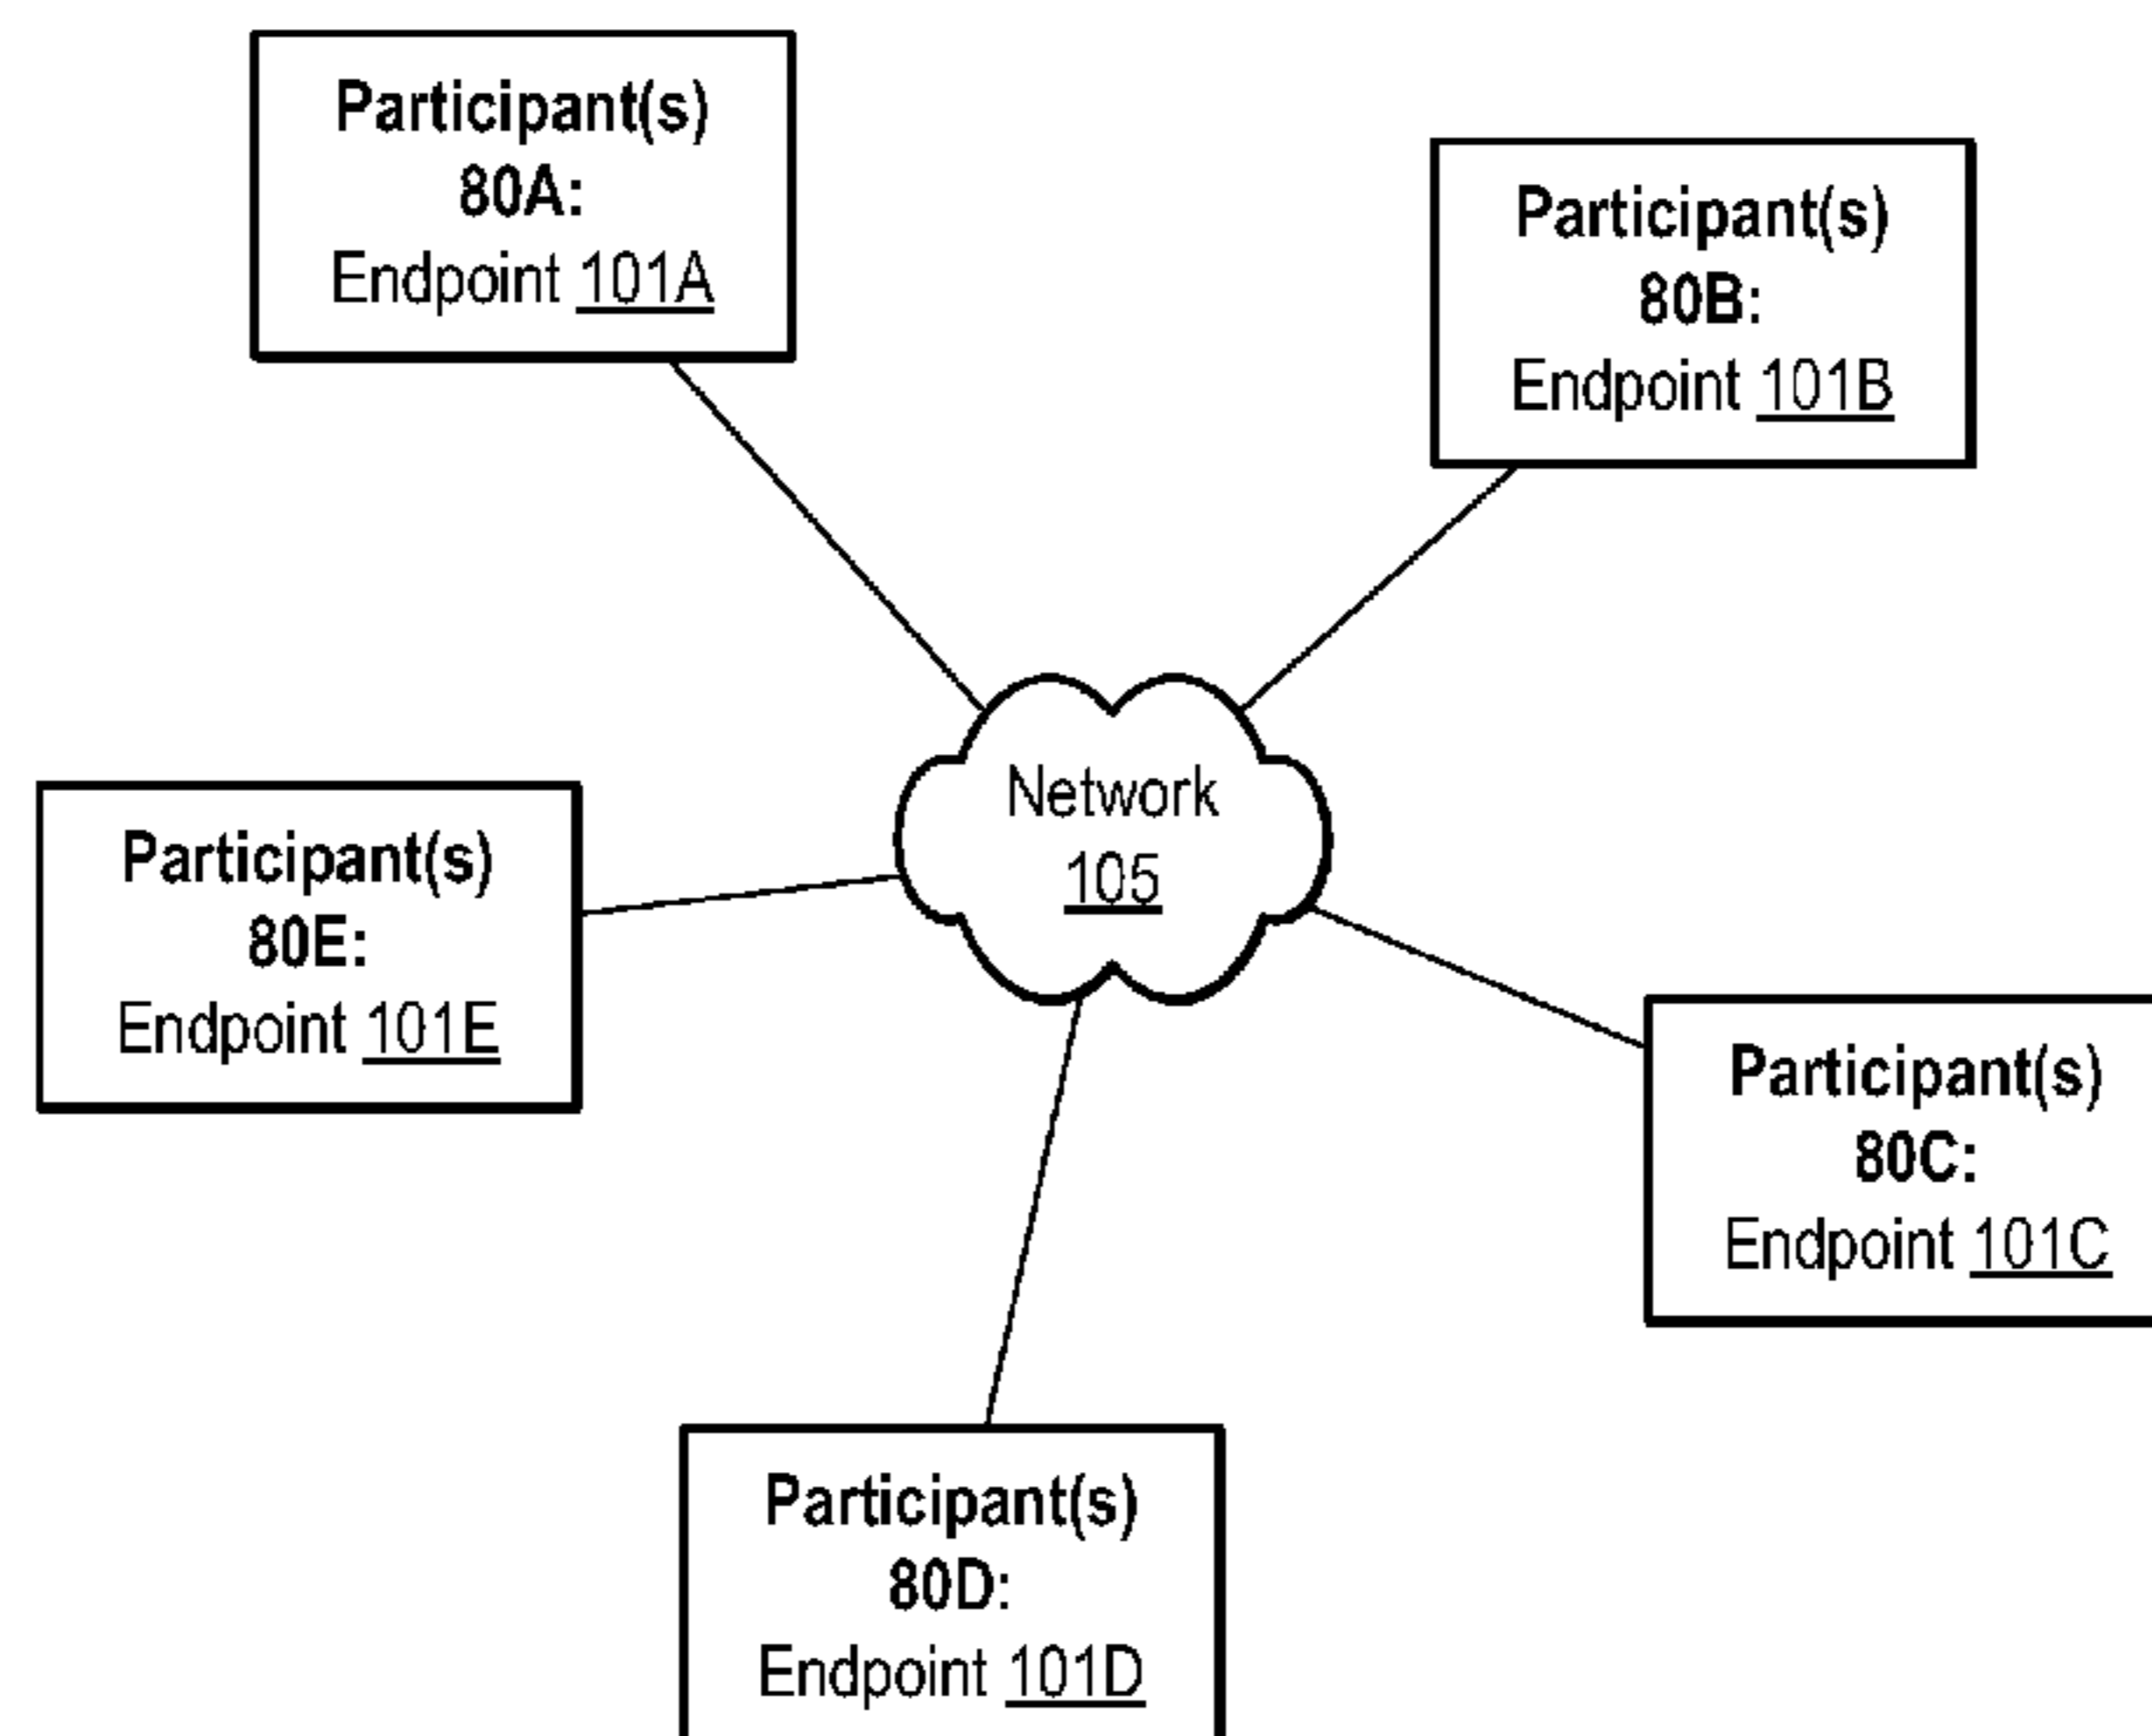 Participant(s)
80A:
Endpoint 101A
Participant(s)
80B:
Endpoint 101B
Network
105
Participant(s)
80E:
Endpoint 101E
Participant(s)
80C:
Endpoint 101C
Participant(s)
80D:
Endpoint 101D